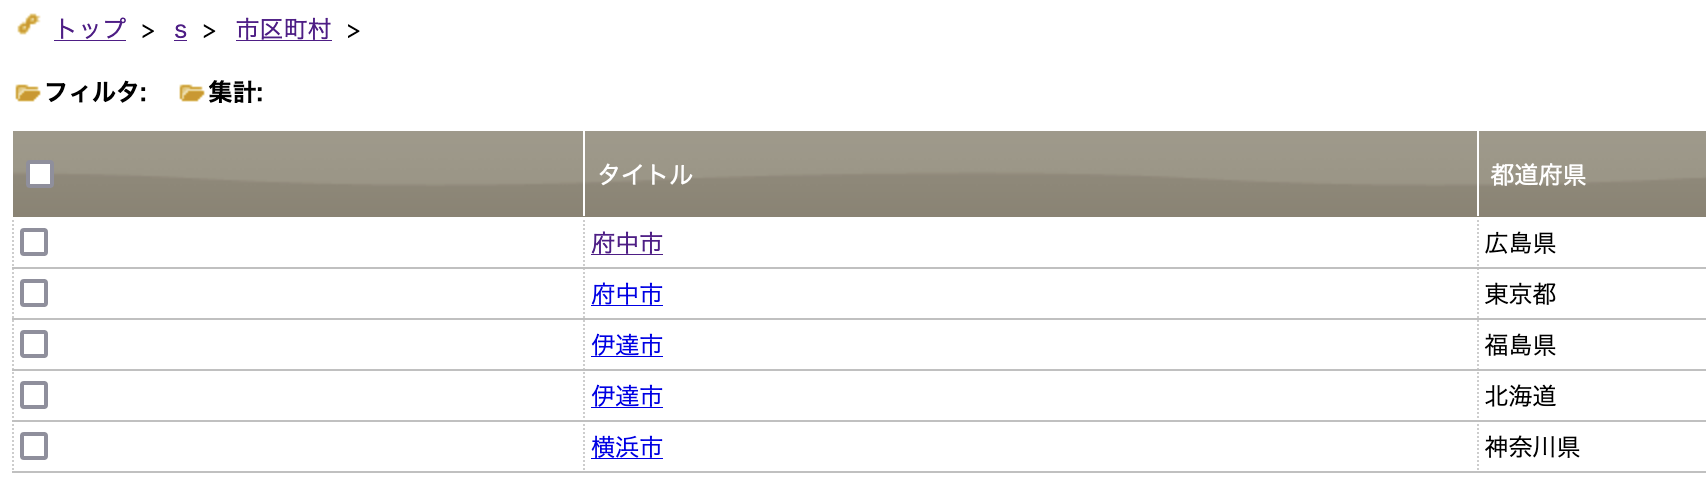 トップ > s > 市区町村 >
フィルタ: 集計:
タイトル 都道府県
府中市 広島県
府中市 東京都
伊達市 福島県
伊達市 北海道
横浜市 神奈川県